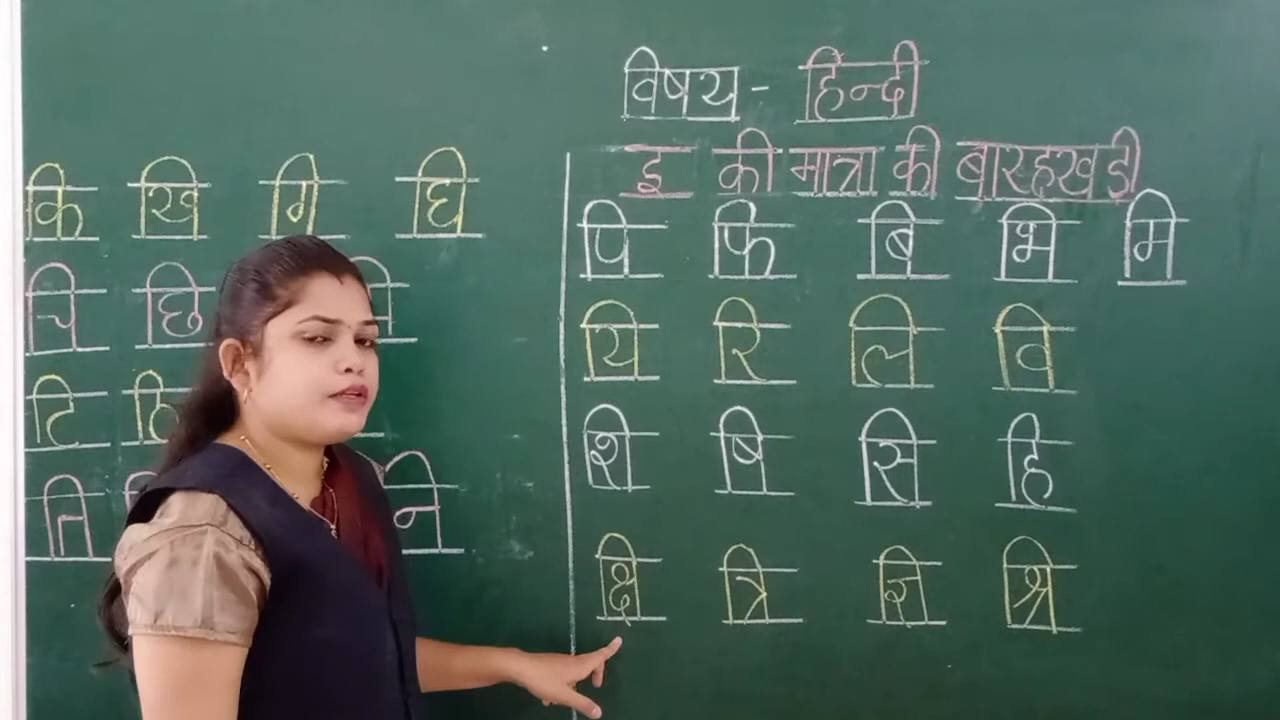 विषय - हिन्दी
इ की मात्रा की बारहखडी
कि खि गि घि
चि छि
टि ठि
ति नि
पि फि बि भि मि
यि रि लि वि
शि षि सि हि
क्षि त्रि ज्ञि श्रि